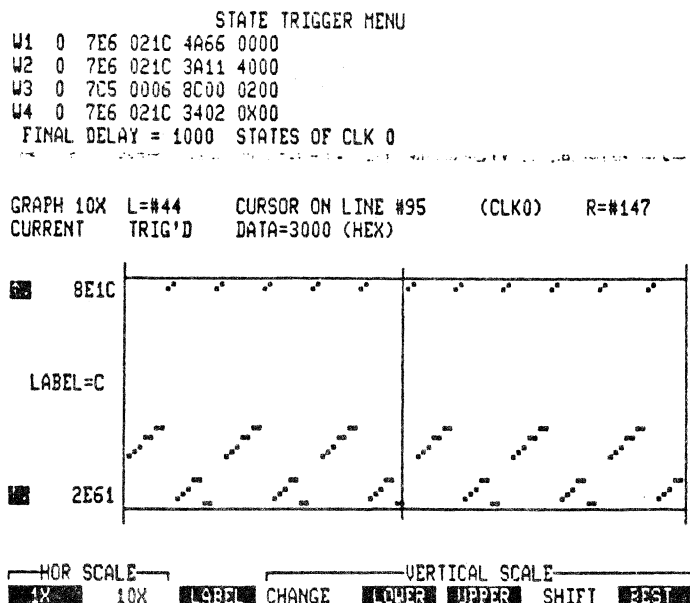 STATE TRIGGER MENU
W1 0 7E6 021C 4A66 0000
W2 0 7E6 021C 3A11 4000
W3 0 7C5 0006 8C00 0200
W4 0 7E6 021C 3402 0X00
FINAL DELAY = 1000 STATES OF CLK 0
GRAPH 10X L=#44 CURSOR ON LINE #95 (CLK0) R=#147
CURRENT TRIG'D DATA=3000 (HEX)
8E1C
LABEL=C
2E61
HOR SCALE VERTICAL SCALE
1X 10X LABEL CHANGE LOWER UPPER SHIFT BEST